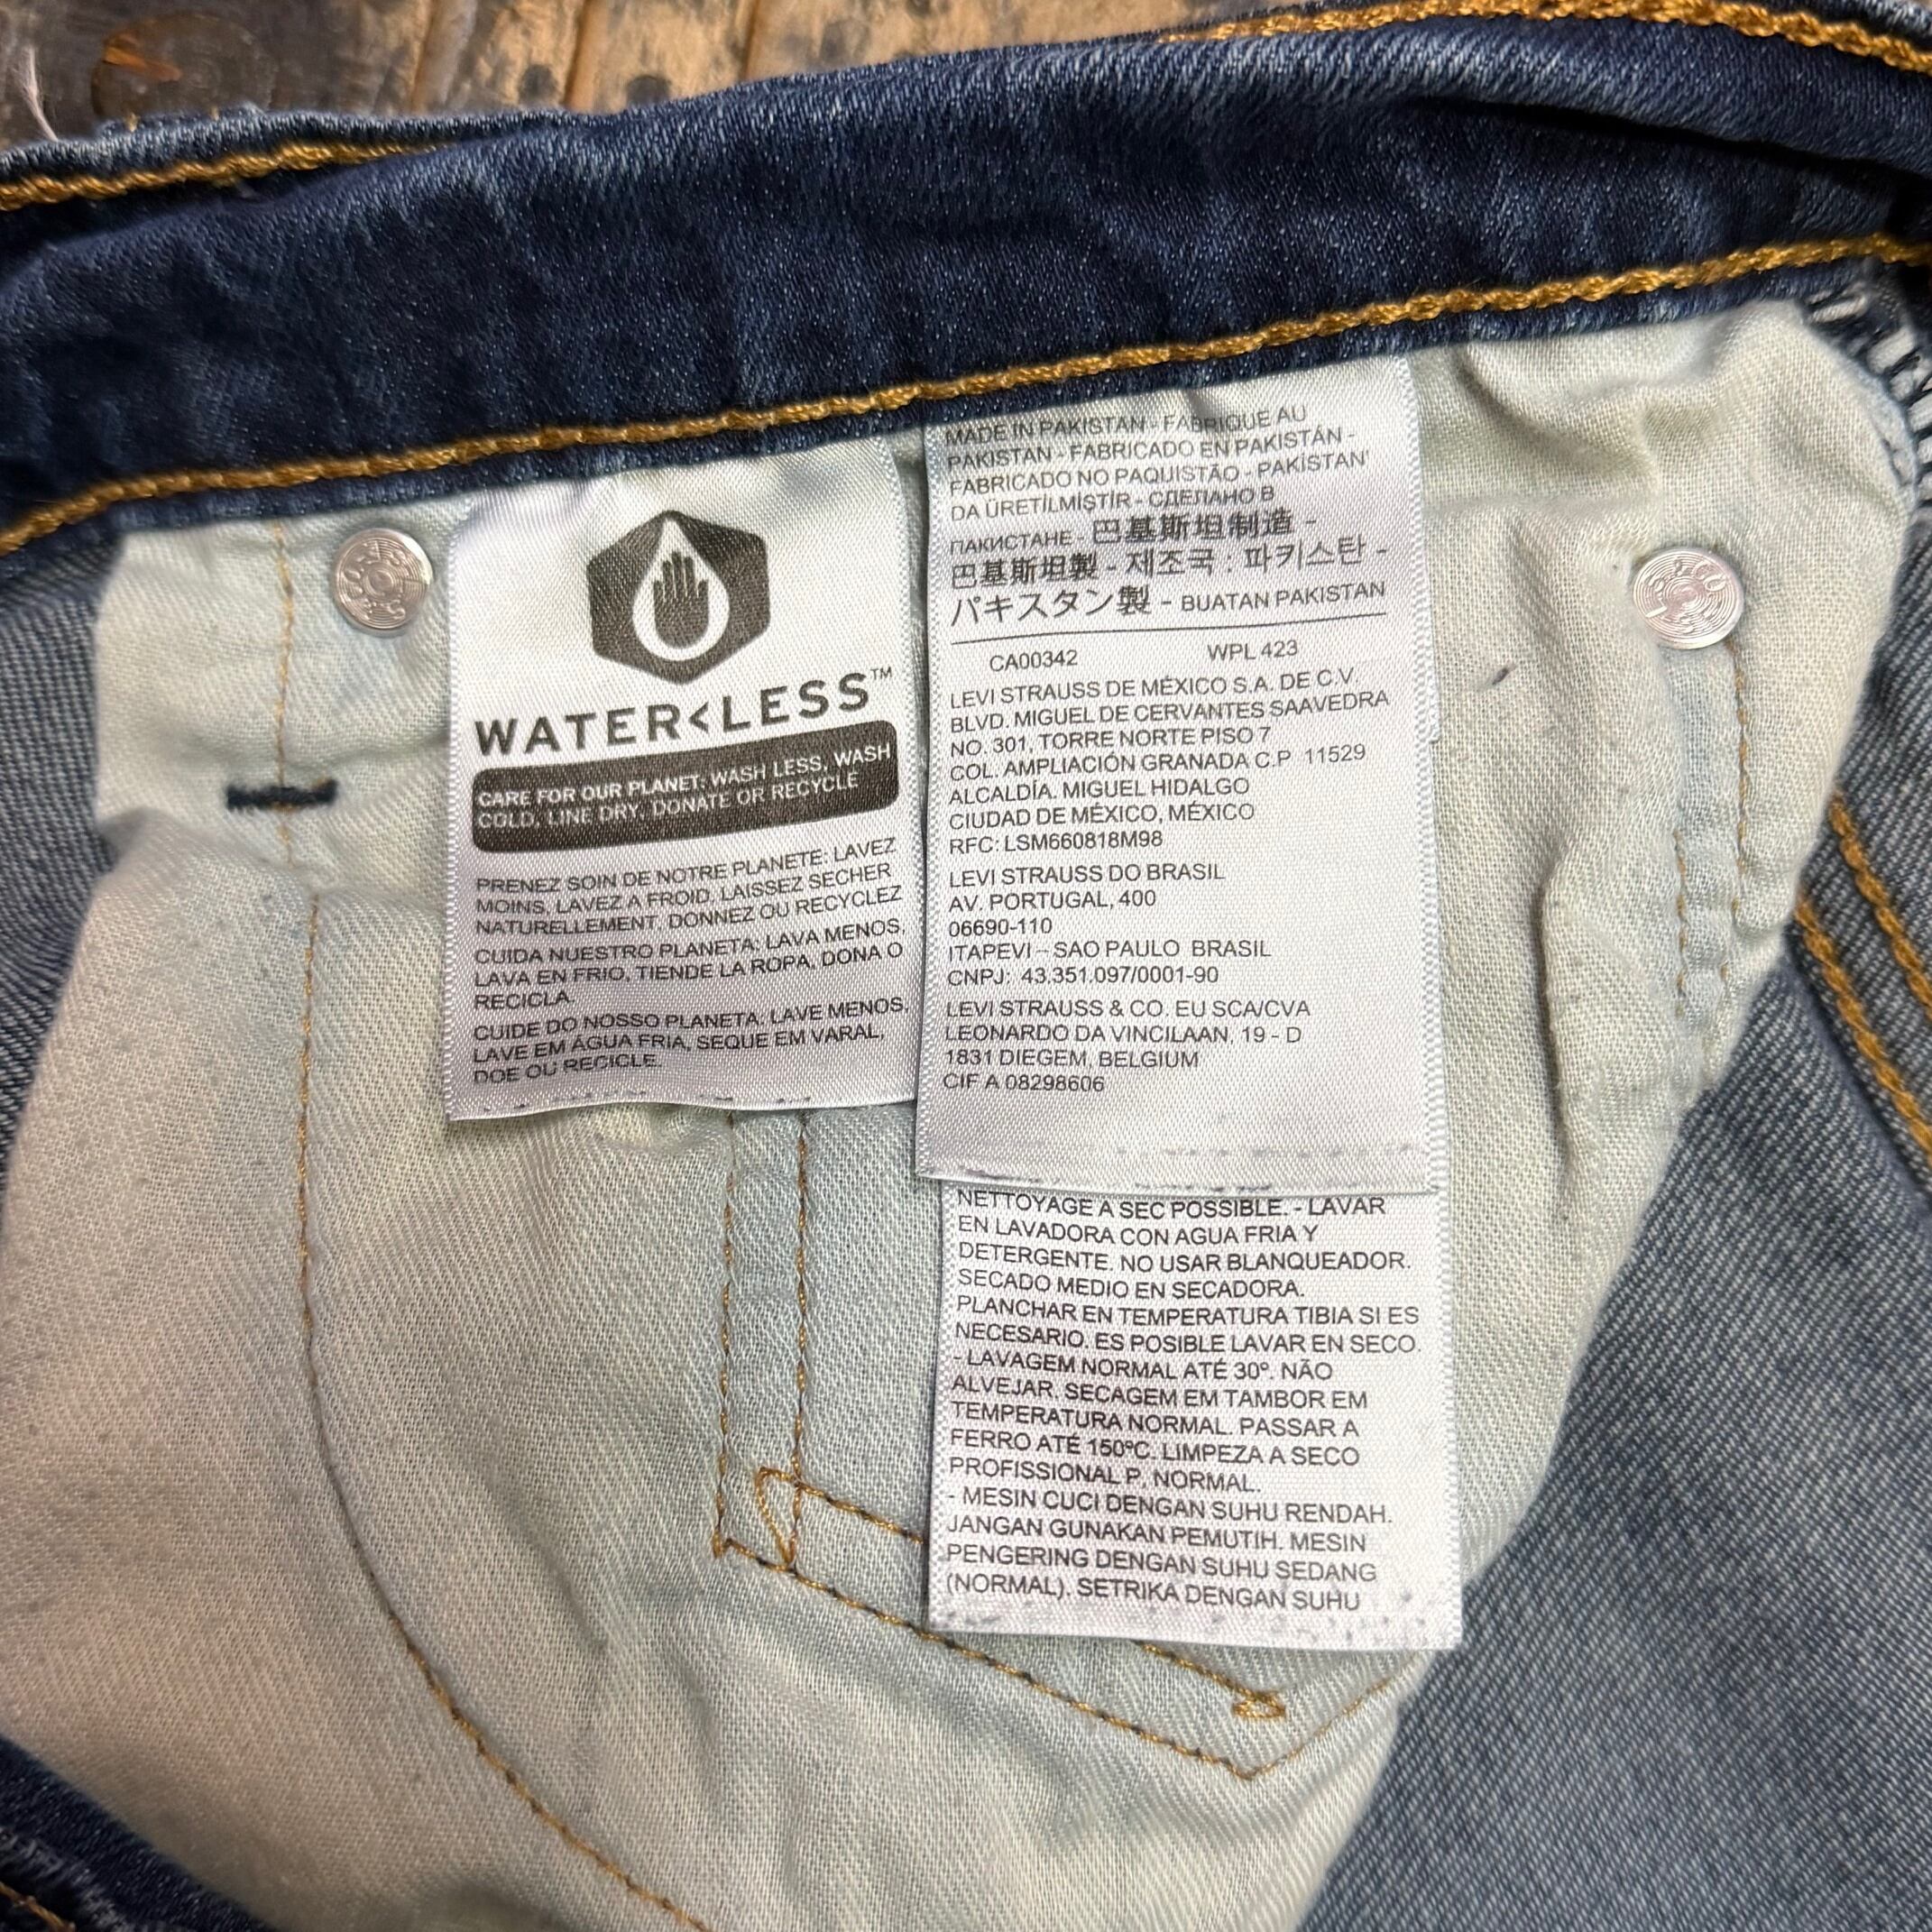 WATER<LESS™
CARE FOR OUR PLANET: WASH LESS, WASH
COLD, LINE DRY, DONATE OR RECYCLE
PRENEZ SOIN DE NOTRE PLANETE: LAVEZ
MOINS, LAVEZ A FROID, LAISSEZ SECHER
NATURELLEMENT, DONNEZ OU RECYCLEZ
CUIDA NUESTRO PLANETA: LAVA MENOS,
LAVA EN FRIO, TIENDE LA ROPA, DONA O
RECICLA.
CUIDE DO NOSSO PLANETA. LAVE MENOS,
LAVE EM ÁGUA FRIA, SEQUE EM VARAL,
DOE OU RECICLE.
MADE IN PAKISTAN - FABRIQUE AU
PAKISTAN - FABRICADO EN PAKISTÁN -
FABRICADO NO PAQUISTÃO - PAKİSTAN'
DA ÜRETİLMİŞTİR - СДЕЛАНО В
ПАКИСТАНЕ - 巴基斯坦制造 -
巴基斯坦製 - 제조국 : 파키스탄 -
パキスタン製 - BUATAN PAKISTAN
CA00342 WPL 423
LEVI STRAUSS DE MÉXICO S.A. DE C.V.
BLVD. MIGUEL DE CERVANTES SAAVEDRA
NO. 301, TORRE NORTE PISO 7
COL. AMPLIACIÓN GRANADA C.P 11529
ALCALDÍA. MIGUEL HIDALGO
CIUDAD DE MÉXICO, MÉXICO
RFC: LSM660818M98
LEVI STRAUSS DO BRASIL
AV. PORTUGAL, 400
06690-110
ITAPEVI – SAO PAULO BRASIL
CNPJ: 43.351.097/0001-90
LEVI STRAUSS & CO. EU SCA/CVA
LEONARDO DA VINCILAAN, 19 - D
1831 DIEGEM, BELGIUM
CIF A 08298606
NETTOYAGE A SEC POSSIBLE. - LAVAR
EN LAVADORA CON AGUA FRIA Y
DETERGENTE. NO USAR BLANQUEADOR.
SECADO MEDIO EN SECADORA.
PLANCHAR EN TEMPERATURA TIBIA SI ES
NECESARIO. ES POSIBLE LAVAR EN SECO.
- LAVAGEM NORMAL ATÉ 30º. NÃO
ALVEJAR. SECAGEM EM TAMBOR EM
TEMPERATURA NORMAL. PASSAR A
FERRO ATÉ 150ºC. LIMPEZA A SECO
PROFISSIONAL P, NORMAL.
- MESIN CUCI DENGAN SUHU RENDAH.
JANGAN GUNAKAN PEMUTIH. MESIN
PENGERING DENGAN SUHU SEDANG
(NORMAL). SETRIKA DENGAN SUHU